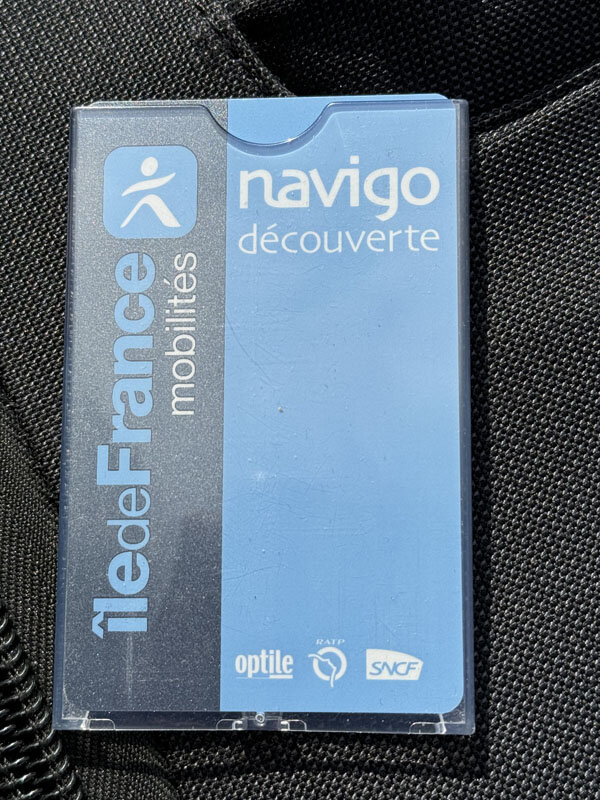 navigo
découverte
îledeFrance
mobilités
optile
RATP
SNCF